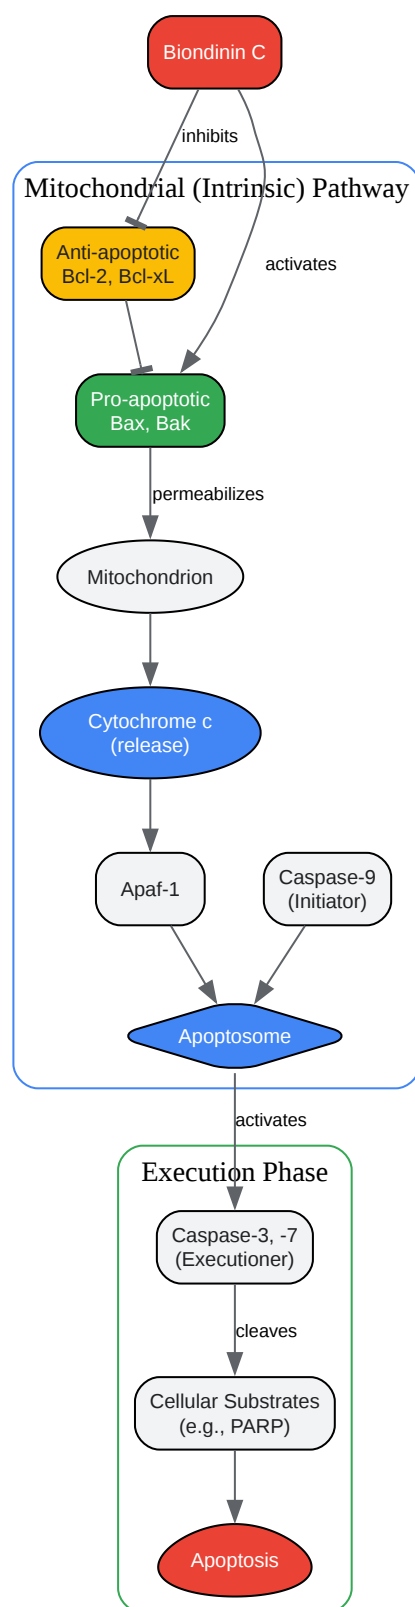 Biondinin C
inhibits
Mitochondrial (Intrinsic) Pathway
Anti-apoptotic
Bcl-2, Bcl-xL
activates
Pro-apoptotic
Bax, Bak
permeabilizes
Mitochondrion
Cytochrome c
(release)
Apaf-1
Caspase-9
(Initiator)
Apoptosome
activates
Execution Phase
Caspase-3, -7
(Executioner)
cleaves
Cellular Substrates
(e.g., PARP)
Apoptosis